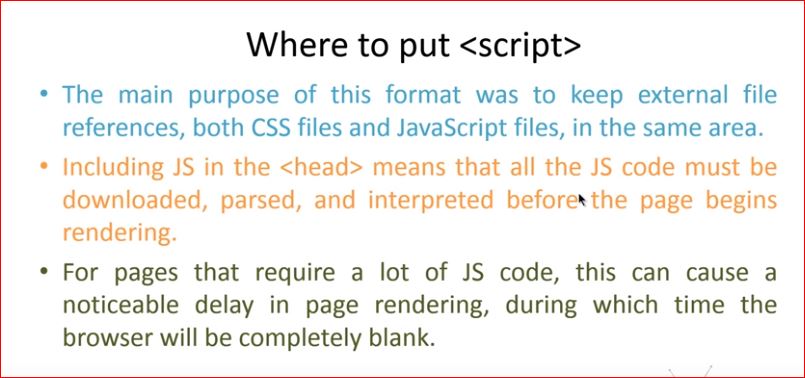 Where to put <script>
• The main purpose of this format was to keep external file
references, both CSS files and JavaScript files, in the same area.
• Including JS in the <head> means that all the JS code must be
downloaded, parsed, and interpreted before the page begins
rendering.
• For pages that require a lot of JS code, this can cause a
noticeable delay in page rendering, during which time the
browser will be completely blank.